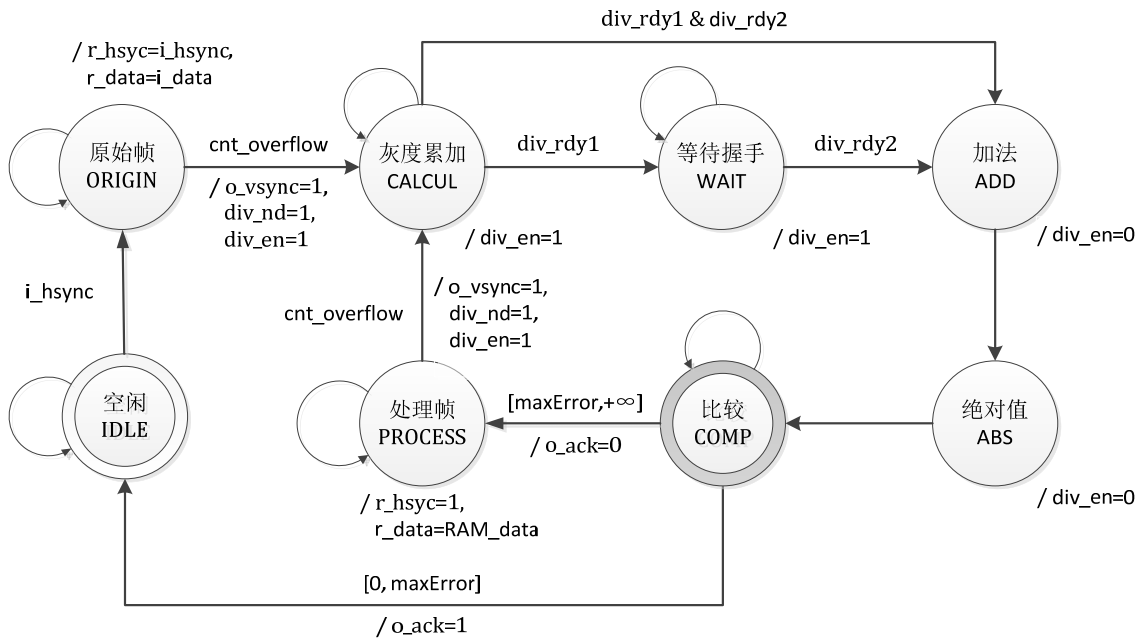 div_rdy1 & div_rdy2
/ r_hsyc=i_hsync,
r_data=i_data
原始帧
ORIGIN
cnt_overflow
/ o_vsync=1,
div_nd=1,
div_en=1
灰度累加
CALCUL
/ div_en=1
div_rdy1
等待握手
WAIT
/ div_en=1
div_rdy2
加法
ADD
/ div_en=0
i_hsync
cnt_overflow
/ o_vsync=1,
div_nd=1,
div_en=1
空闲
IDLE
处理帧
PROCESS
/ r_hsyc=1,
r_data=RAM_data
[maxError,+∞]
/ o_ack=0
比较
COMP
绝对值
ABS
/ div_en=0
[0, maxError]
/ o_ack=1